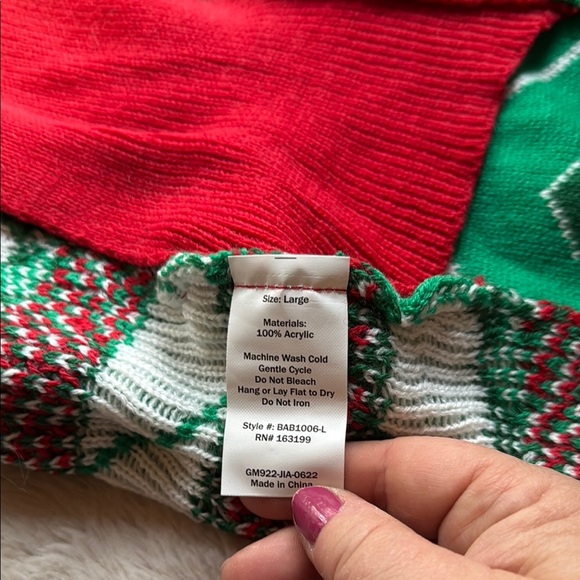 Size: Large
Materials:
100% Acrylic
Machine Wash Cold
Gentle Cycle
Do Not Bleach
Hang or Lay Flat to Dry
Do Not Iron
Style #: BAB1006-L
RN# 163199
GM922-JIA-0622
Made in China